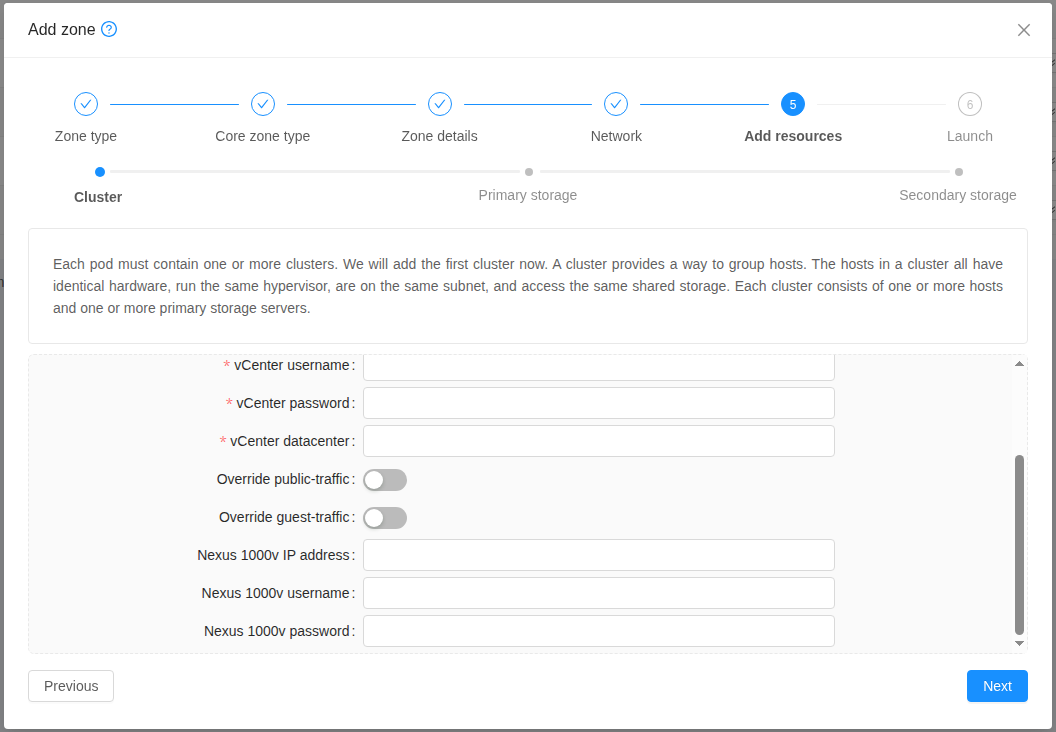 Add zone ?
5
6
Zone type
Core zone type
Zone details
Network
Add resources
Launch
Cluster
Primary storage
Secondary storage
Each pod must contain one or more clusters. We will add the first cluster now. A cluster provides a way to group hosts. The hosts in a cluster all have
identical hardware, run the same hypervisor, are on the same subnet, and access the same shared storage. Each cluster consists of one or more hosts
and one or more primary storage servers.
* vCenter username:
* vCenter password:
* vCenter datacenter:
Override public-traffic:
Override guest-traffic:
Nexus 1000v IP address:
Nexus 1000v username:
Nexus 1000v password:
Previous
Next